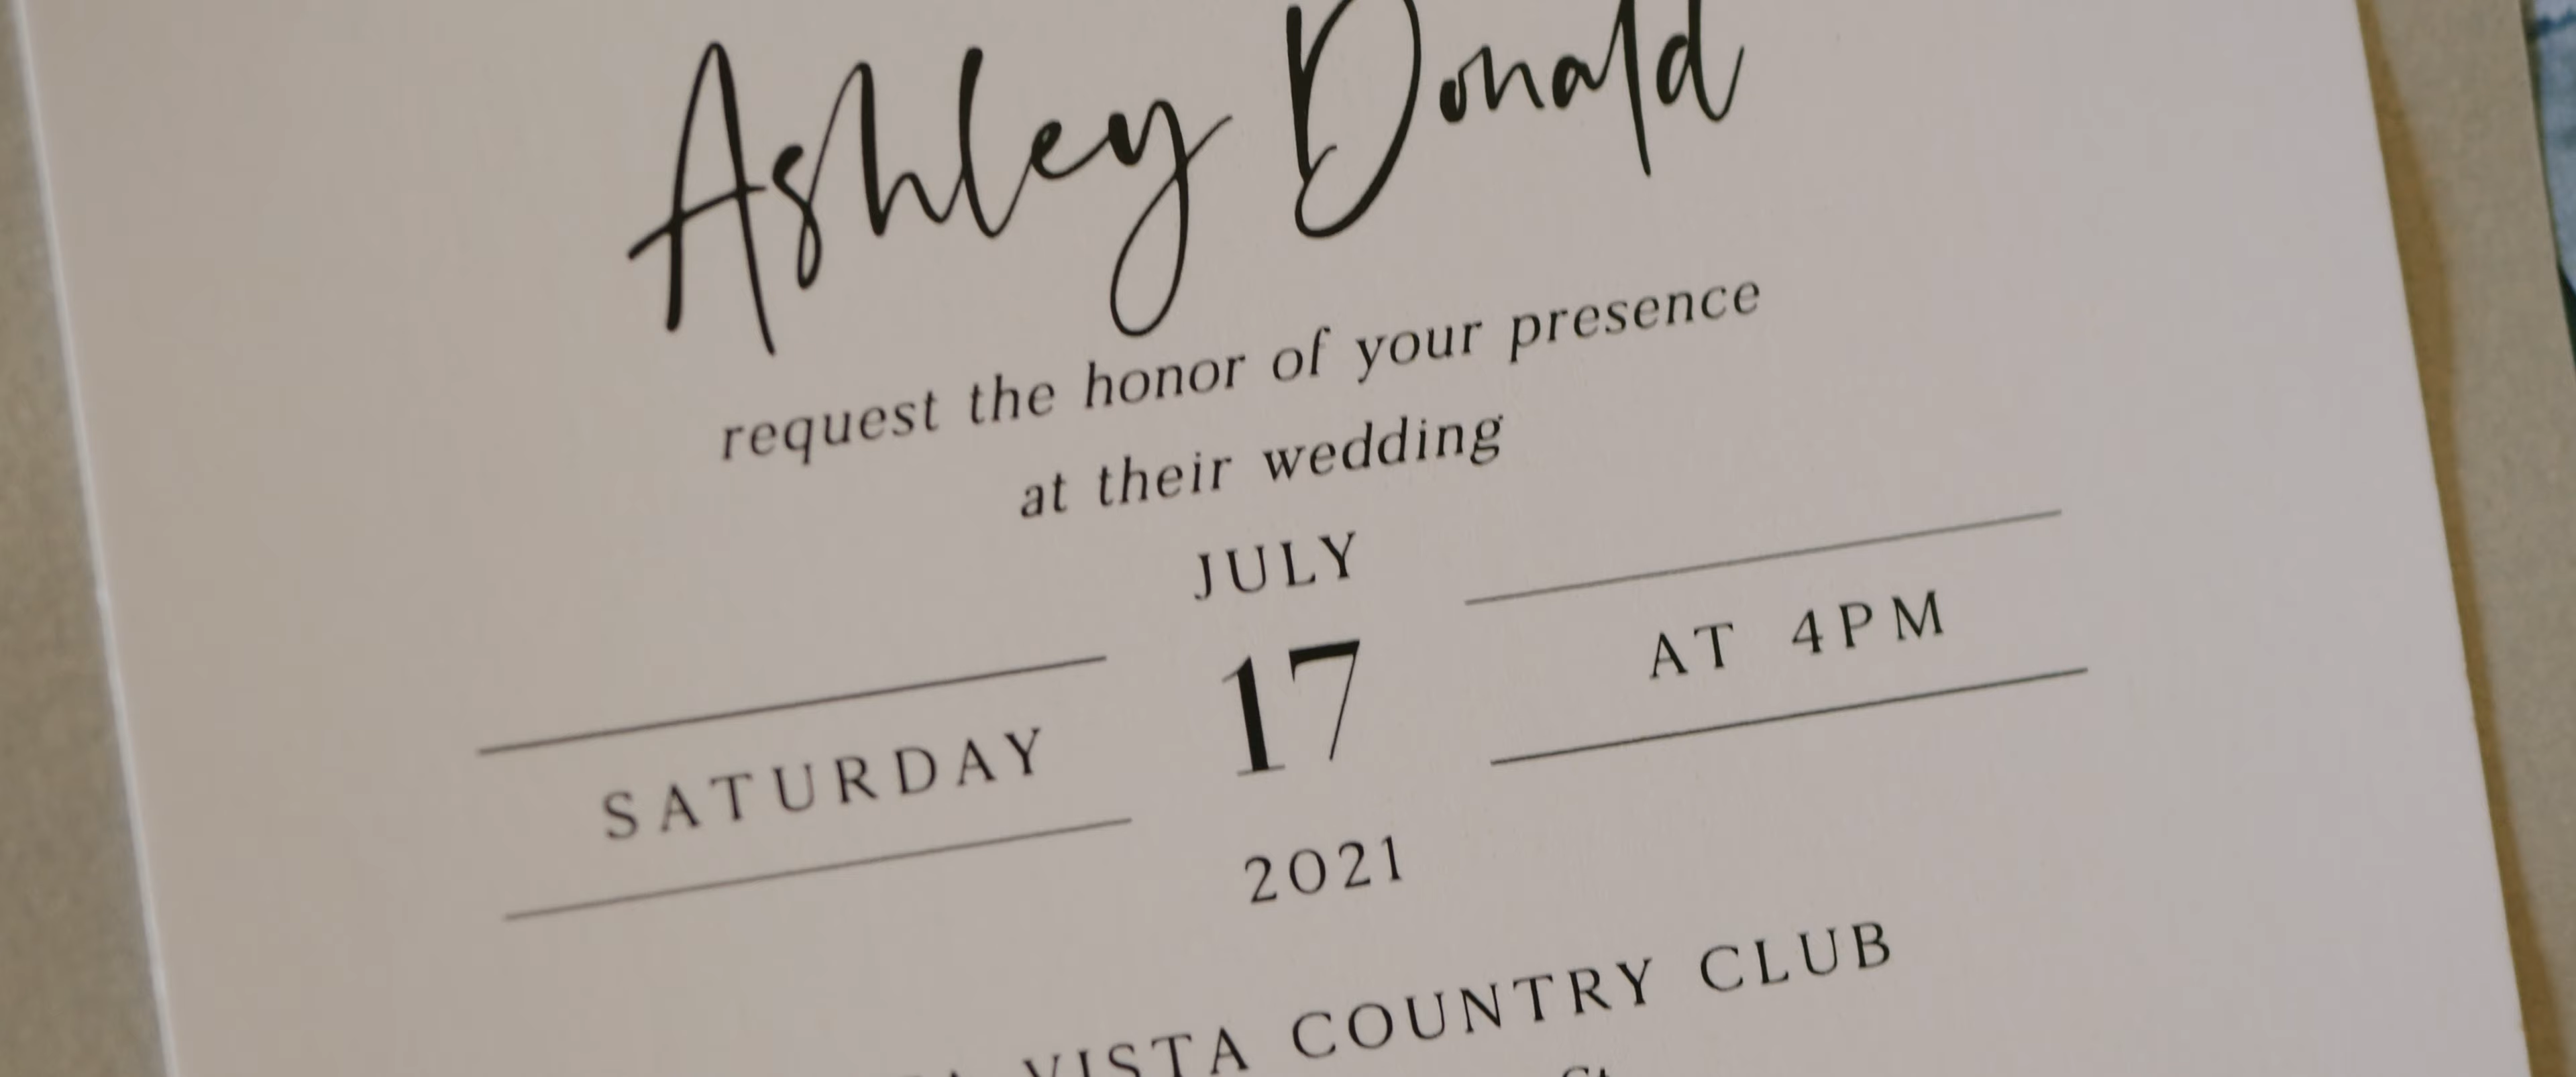 Ashley Donald
request the honor of your presence
at their wedding
JULY
SATURDAY 17 AT 4PM
2021
VISTA COUNTRY CLUB